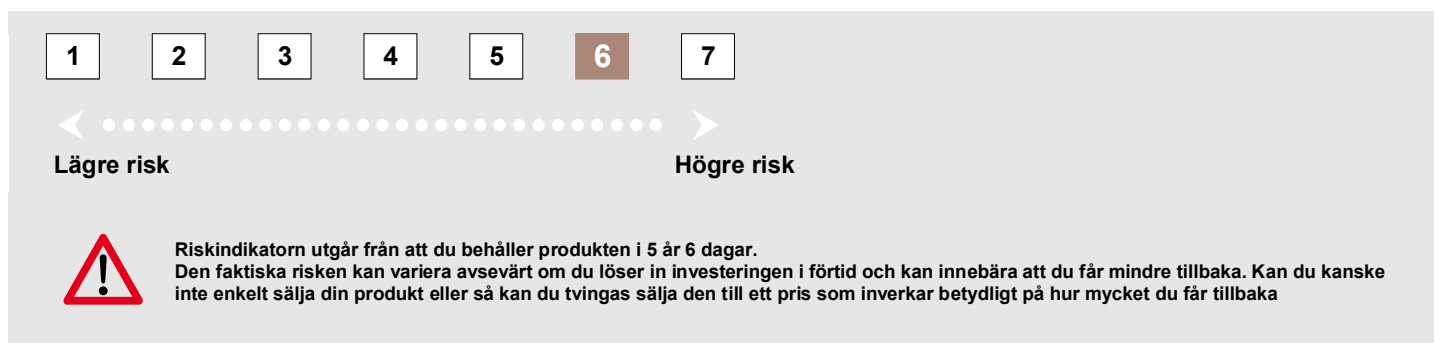 1 2 3 4 5 6 7
Lägre risk Högre risk
Riskindikatorn utgår från att du behåller produkten i 5 år 6 dagar.
Den faktiska risken kan variera avsevärt om du löser in investeringen i förtid och kan innebära att du får mindre tillbaka. Kan du kanske
inte enkelt sälja din produkt eller så kan du tvingas sälja den till ett pris som inverkar betydligt på hur mycket du får tillbaka